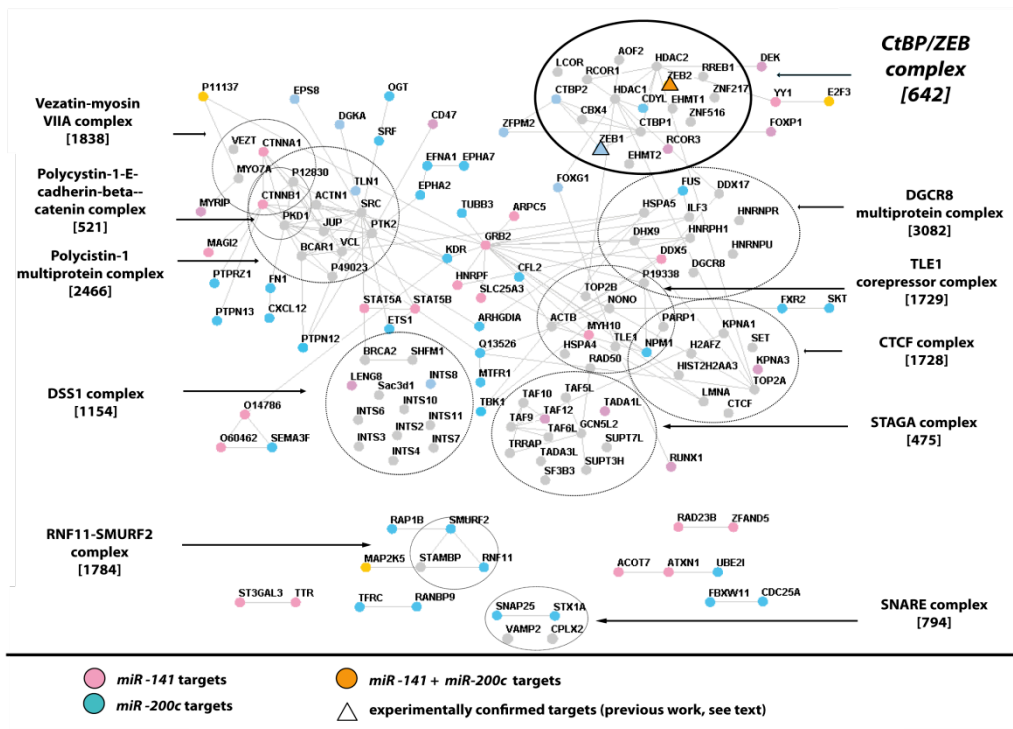 CtBP/ZEB
complex
[642]
Vezatin-myosin
VIIA complex
[1838]
Polycystin-1-E-
cadherin-beta--
catenin complex
[521]
Polycistin-1
multiprotein complex
[2466]
DSS1 complex
[1154]
RNF11-SMURF2
complex
[1784]
DGCR8
multiprotein complex
[3082]
TLE1
corepressor complex
[1729]
CTCF complex
[1728]
STAGA complex
[475]
SNARE complex
[794]
P11137
EPS8
OGT
DGKA
SRF
CD47
VEZT
CTNNA1
MYO7A
P12830
CTNNB1
ACTN1
TLN1
SRC
PKD1
JUP
PTK2
BCAR1
VCL
P49023
MYRIP
MAGI2
PTPRZ1
FN1
PTPN13
CXCL12
PTPN12
EFNA1
EPHA7
EPHA2
TUBB3
ARPC5
GRB2
KDR
HNRPF
CFL2
SLC25A3
STAT5A
STAT5B
ETS1
ARHGDIA
Q13526
MTFR1
TBK1
LCOR
AOF2
HDAC2
RCOR1
ZEB2
RREB1
CTBP2
HDAC1
CDYL
EHMT1
ZNF217
CBX4
CTBP1
ZNF516
ZEB1
RCOR3
EHMT2
DEK
YY1
E2F3
FOXP1
ZFPM2
FOXG1
FUS
DDX17
HSPA5
ILF3
HNRNPR
DHX9
HNRPH1
DDX5
HNRNPU
DGCR8
P19338
TOP2B
NONO
ACTB
MYH10
PARP1
TLE1
HSPA4
NPM1
RAD50
FXR2
SKT
KPNA1
H2AFZ
SET
HIST2H2AA3
KPNA3
TOP2A
LMNA
CTCF
BRCA2
SHFM1
LENG8
INTS8
Sac3d1
INTS10
INTS6
INTS11
INTS2
INTS3
INTS7
INTS4
TAF5L
TAF10
TADA1L
TAF9
TAF12
GCN5L2
TAF6L
TRRAP
SUPT7L
TADA3L
SUPT3H
SF3B3
RUNX1
O14786
O60462
SEMA3F
RAP1B
SMURF2
MAP2K5
STAMBP
RNF11
ST3GAL3
TTR
TFRC
RANBP9
SNAP25
STX1A
VAMP2
CPLX2
RAD23B
ZFAND5
ACOT7
ATXN1
UBE2I
FBXW11
CDC25A
miR-141 targets
miR-200c targets
miR-141 + miR-200c targets
experimentally confirmed targets (previous work, see text)